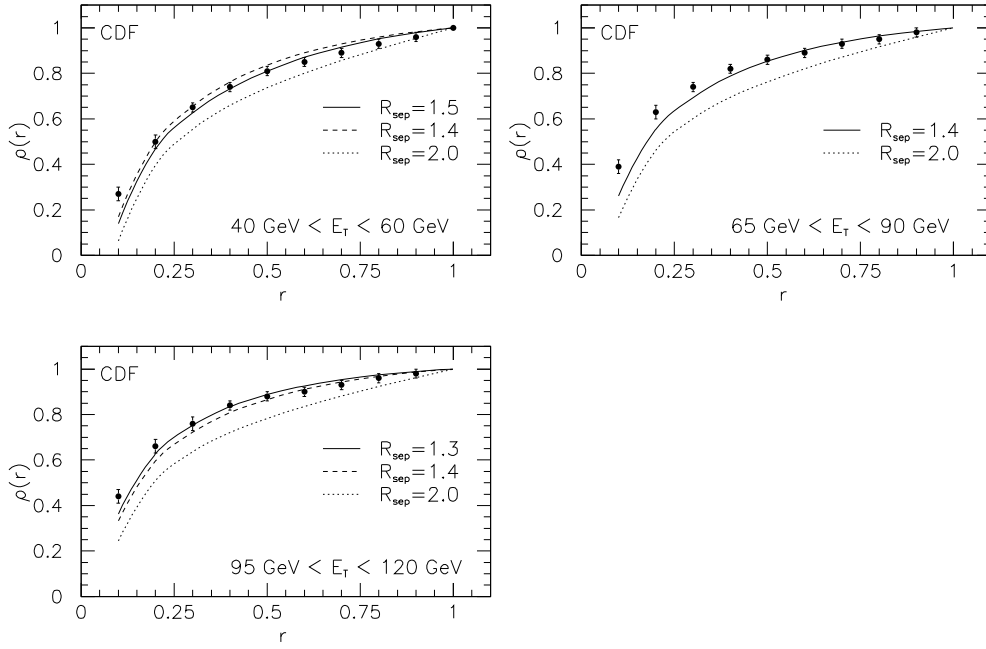 CDF
ρ(r)
1
0.8
0.6
0.4
0.2
0
R_sep=1.5
R_sep=1.4
R_sep=2.0
40 GeV < E_T < 60 GeV
0 0.25 0.5 0.75 1
r
CDF
ρ(r)
1
0.8
0.6
0.4
0.2
0
R_sep=1.4
R_sep=2.0
65 GeV < E_T < 90 GeV
0 0.25 0.5 0.75 1
r
CDF
ρ(r)
1
0.8
0.6
0.4
0.2
0
R_sep=1.3
R_sep=1.4
R_sep=2.0
95 GeV < E_T < 120 GeV
0 0.25 0.5 0.75 1
r